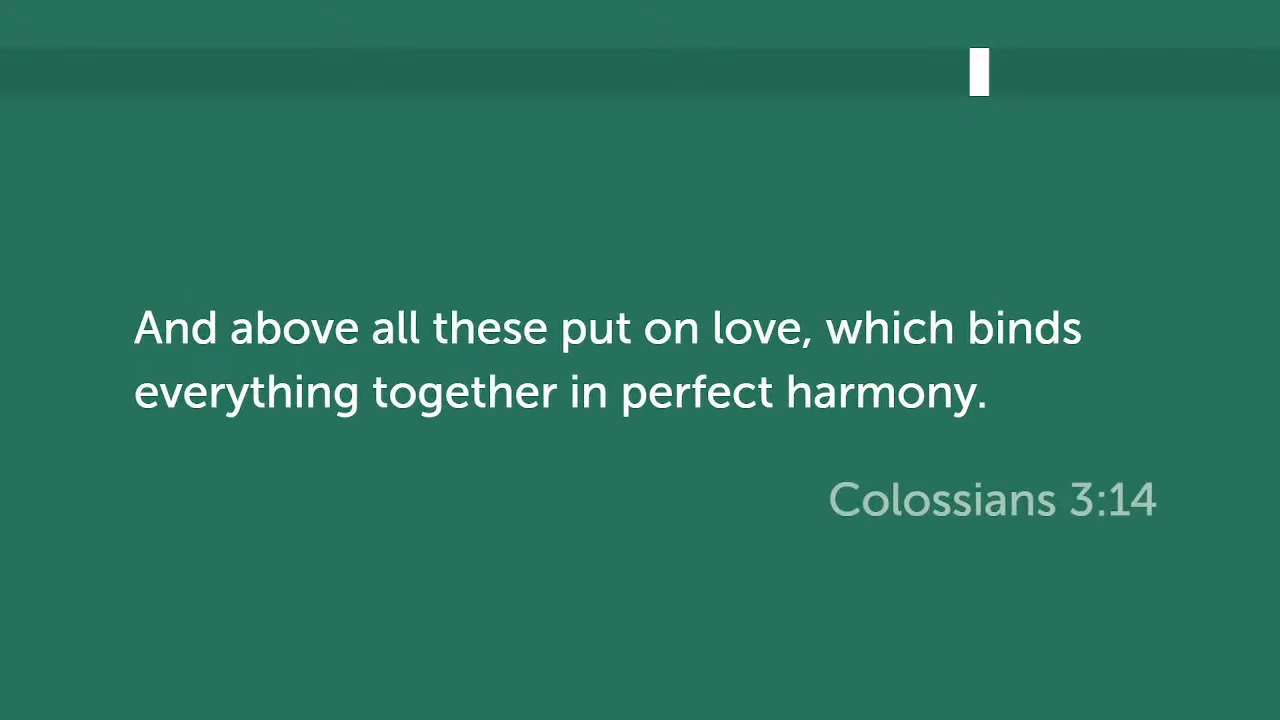 And above all these put on love, which binds
everything together in perfect harmony.
Colossians 3:14